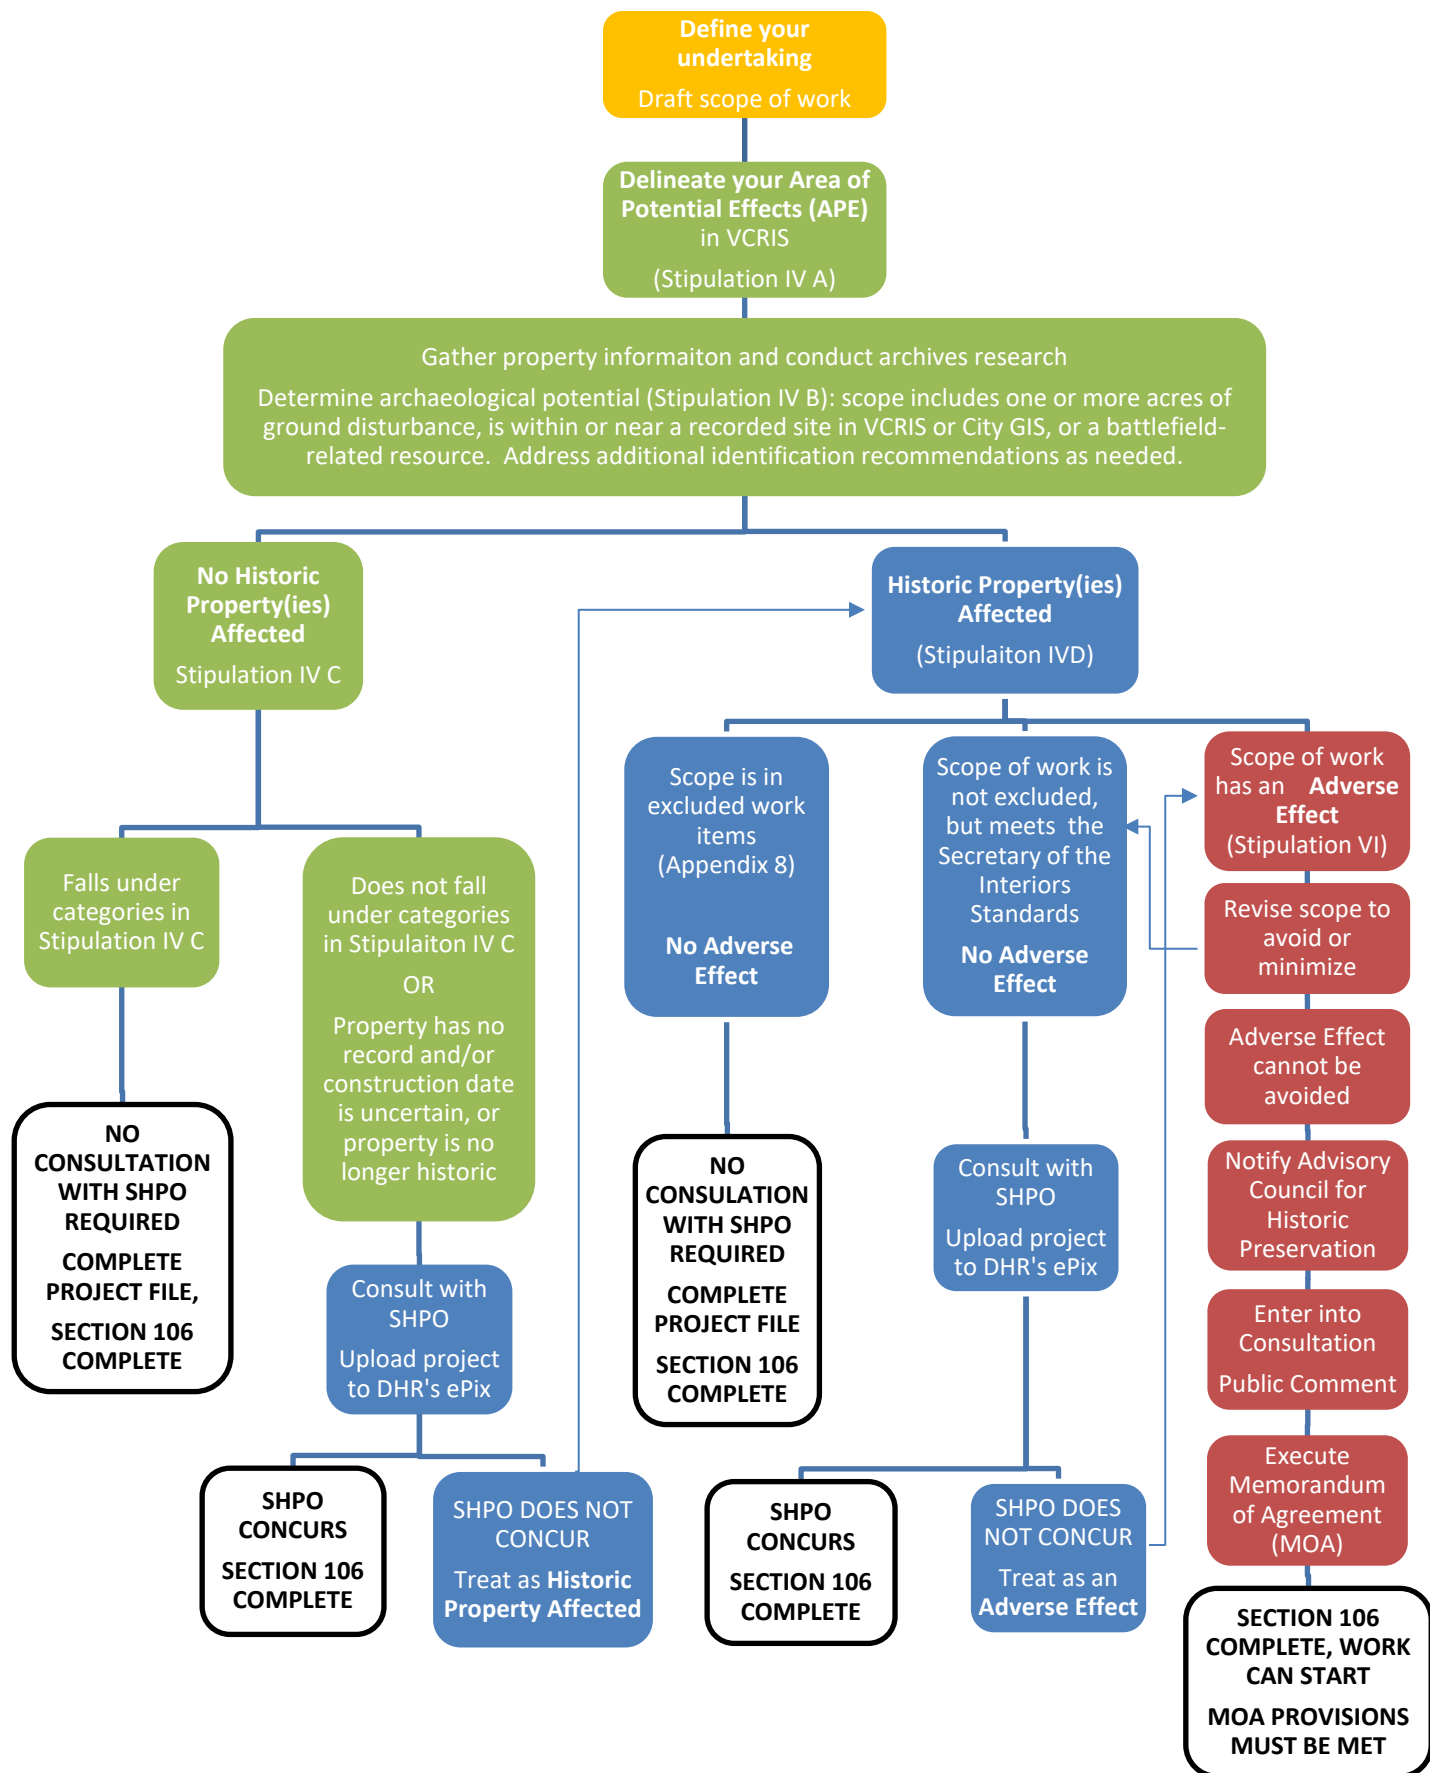 Define your
undertaking
Draft scope of work
Delineate your Area of
Potential Effects (APE)
in VCRIS
(Stipulation IV A)
Gather property informaiton and conduct archives research
Determine archaeological potential (Stipulation IV B): scope includes one or more acres of
ground disturbance, is within or near a recorded site in VCRIS or City GIS, or a battlefield-
related resource.  Address additional identification recommendations as needed.
No Historic
Property(ies)
Affected
Stipulation IV C
Historic Property(ies)
Affected
(Stipulaiton IVD)
Falls under
categories in
Stipulation IV C
Does not fall
under categories
in Stipulaiton IV C
OR
Property has no
record and/or
construction date
is uncertain, or
property is no
longer historic
Scope is in
excluded work
items
(Appendix 8)
No Adverse
Effect
Scope of work is
not excluded,
but meets  the
Secretary of the
Interiors
Standards
No Adverse
Effect
Scope of work
has an Adverse
Effect
(Stipulation VI)
Revise scope to
avoid or
minimize
Adverse Effect
cannot be
avoided
Notify Advisory
Council for
Historic
Preservation
Enter into
Consultation
Public Comment
Execute
Memorandum
of Agreement
(MOA)
NO
CONSULTATION
WITH SHPO
REQUIRED
COMPLETE
PROJECT FILE,
SECTION 106
COMPLETE
Consult with
SHPO
Upload project
to DHR's ePix
NO
CONSULATION
WITH SHPO
REQUIRED
COMPLETE
PROJECT FILE
SECTION 106
COMPLETE
Consult with
SHPO
Upload project
to DHR's ePix
SHPO
CONCURS
SECTION 106
COMPLETE
SHPO DOES NOT
CONCUR
Treat as Historic
Property Affected
SHPO
CONCURS
SECTION 106
COMPLETE
SHPO DOES
NOT CONCUR
Treat as an
Adverse Effect
SECTION 106
COMPLETE, WORK
CAN START
MOA PROVISIONS
MUST BE MET